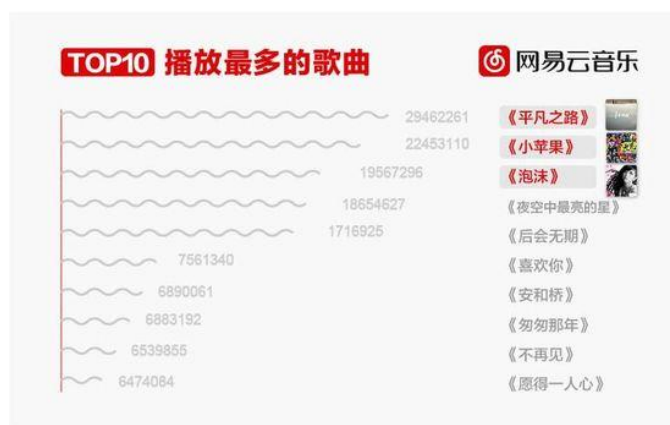 TOP10 播放最多的歌曲 网易云音乐
29462261 《平凡之路》
22453110 《小苹果》
19567296 《泡沫》
18654627 《夜空中最亮的星》
1716925 《后会无期》
7561340 《喜欢你》
6890061 《安和桥》
6883192 《匆匆那年》
6539855 《不再见》
6474084 《愿得一人心》